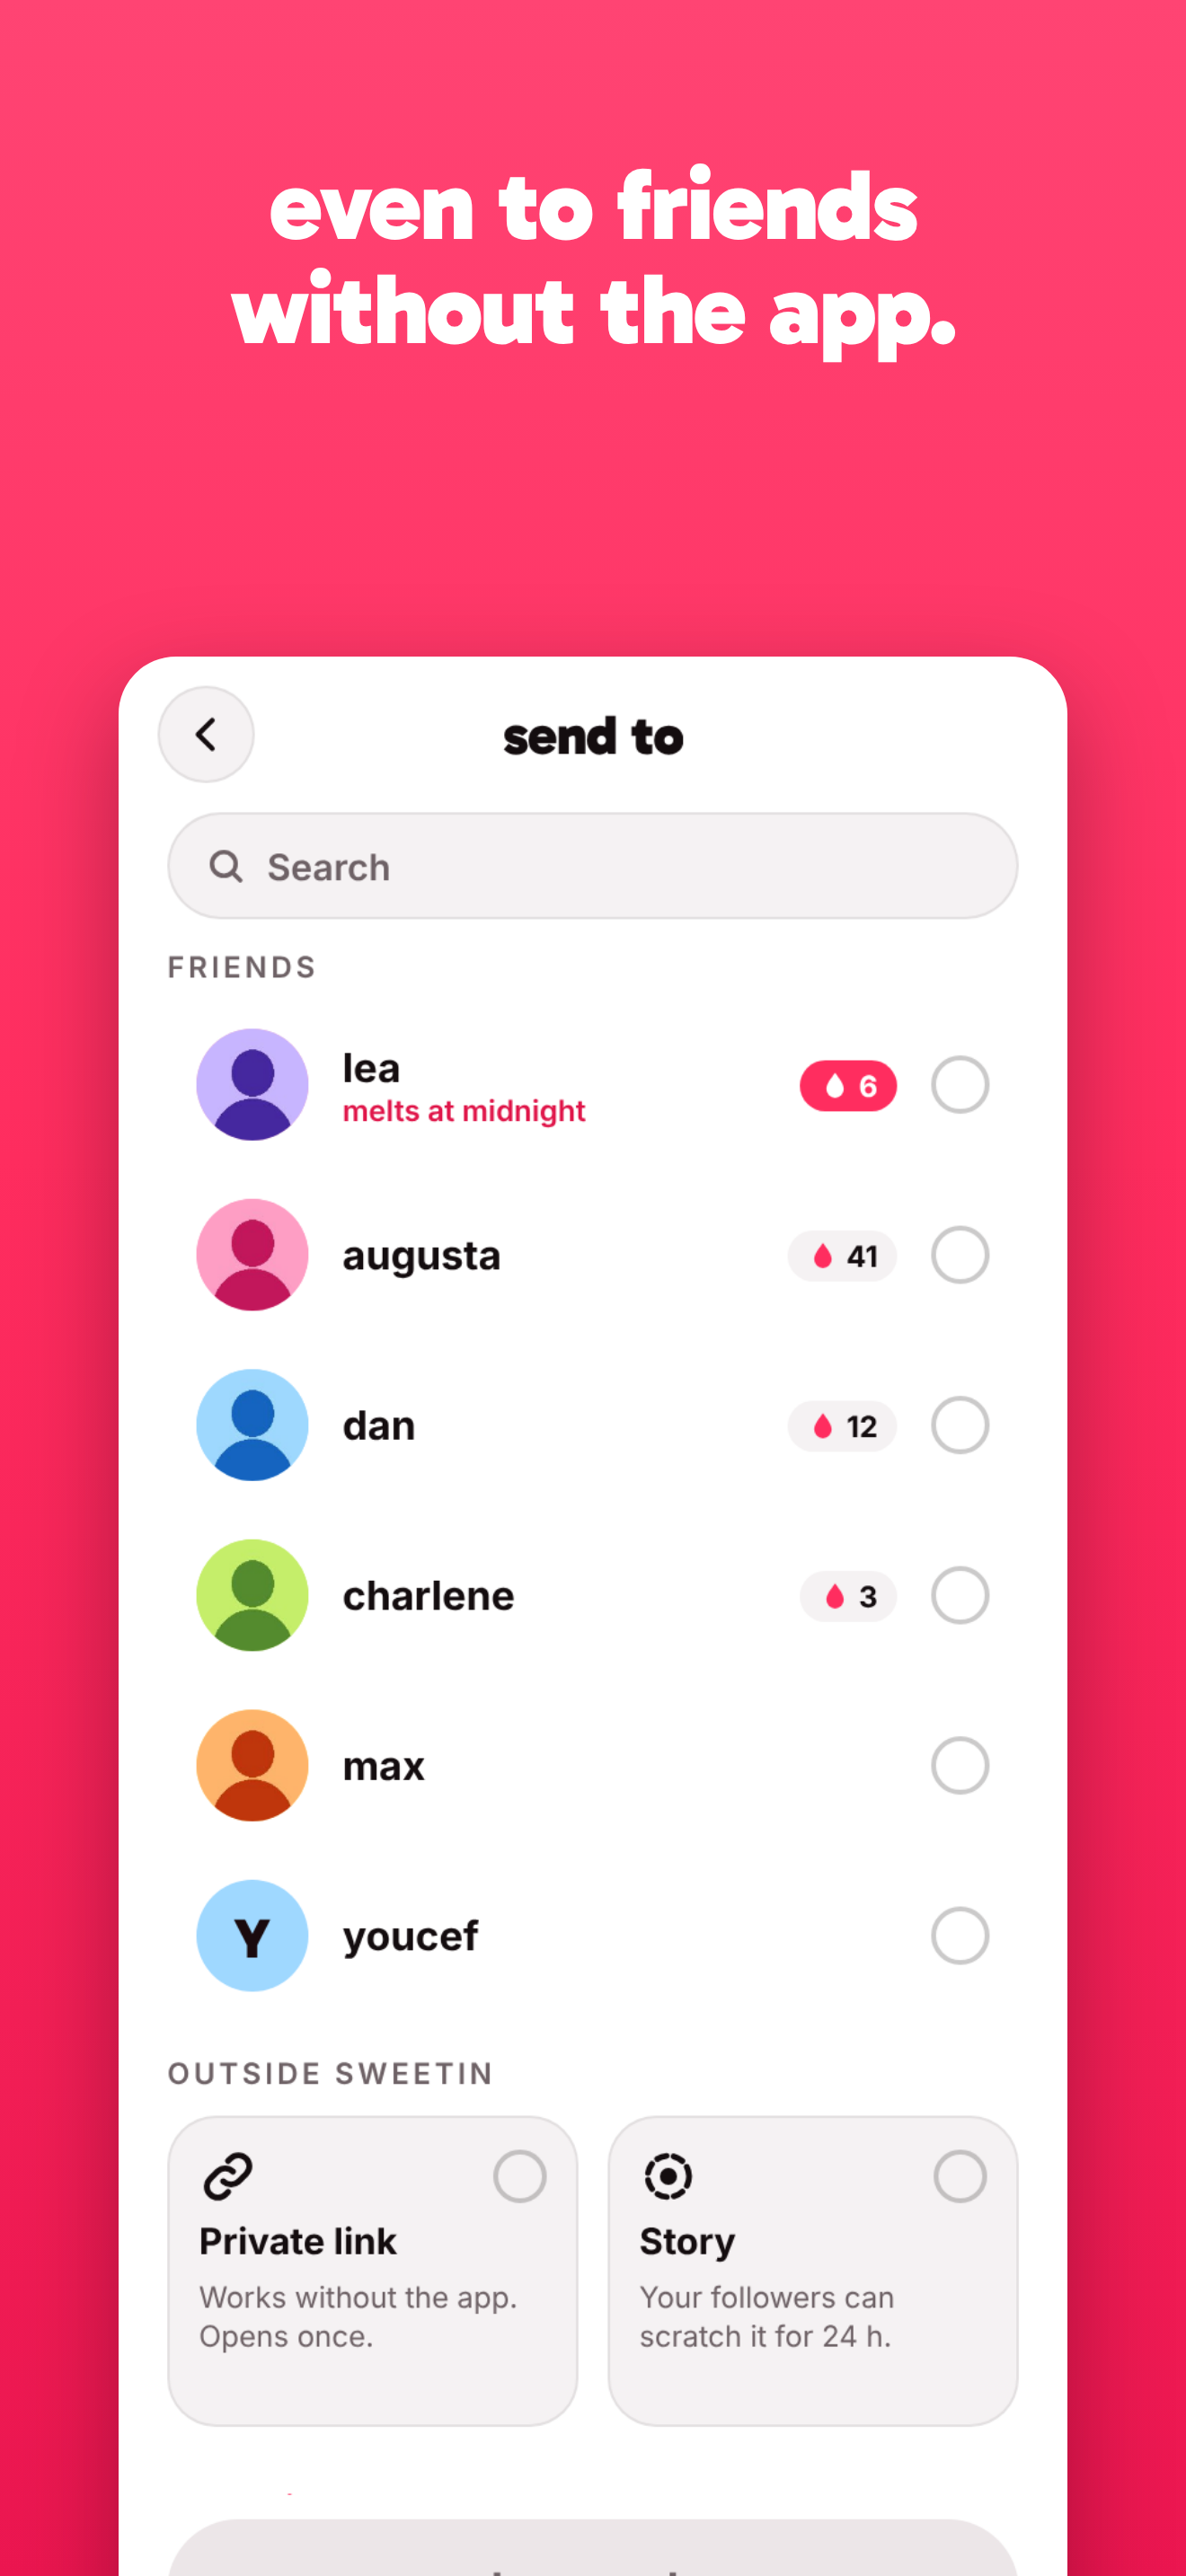 even to friends
without the app.
send to
Search
FRIENDS
lea
6
melts at midnight
augusta
41
dan
12
charlene
3
max
Y
youcef
OUTSIDE SWEETIN
Private link
Works without the app.
Opens once.
Story
Your followers can
scratch it for 24 h.